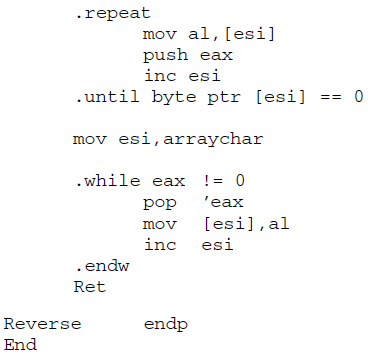 .repeat
mov al,[esi]
push eax
inc esi
.until byte ptr [esi] == 0
mov esi,arraychar
.while eax != 0
pop ’eax
mov [esi],al
inc esi
.endw
Ret
Reverse endp
End